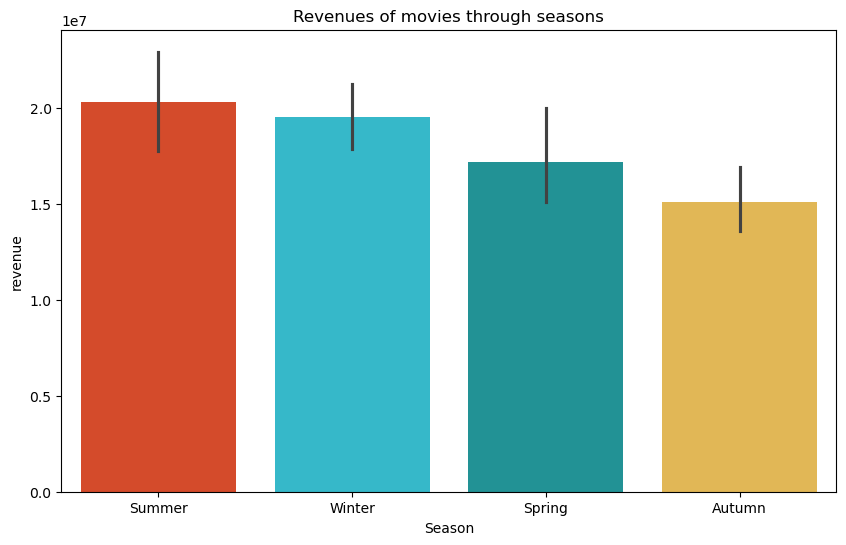 Revenues of movies through seasons
1e7
2.0
1.5
1.0
0.5
0.0
revenue
Summer Winter Spring Autumn
Season